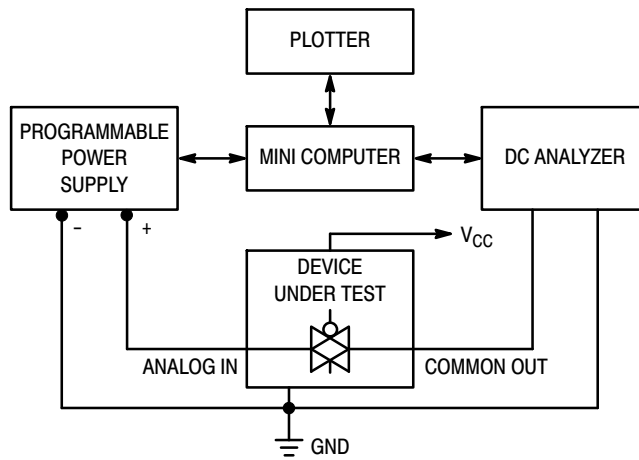 PLOTTER
PROGRAMMABLE
POWER
SUPPLY
MINI COMPUTER
DC ANALYZER
– +
VCC
DEVICE
UNDER TEST
ANALOG IN
COMMON OUT
GND